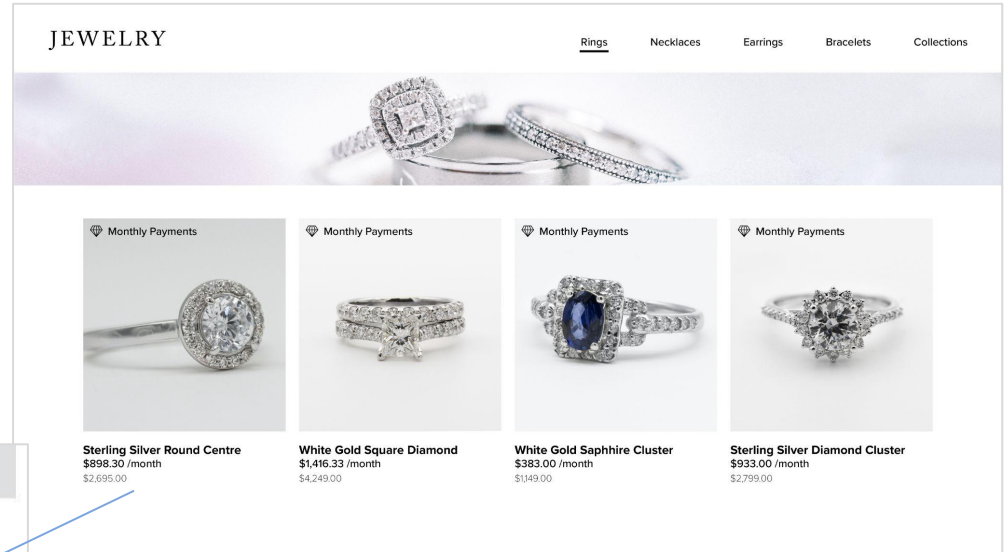 JEWELRY
Rings Necklaces Earrings Bracelets Collections
Monthly Payments Monthly Payments Monthly Payments Monthly Payments
Sterling Silver Round Centre White Gold Square Diamond White Gold Saphhire Cluster Sterling Silver Diamond Cluster
$898.30 /month $1,416.33 /month $383.00 /month $933.00 /month
$2,695.00 $4,249.00 $1,149.00 $2,799.00